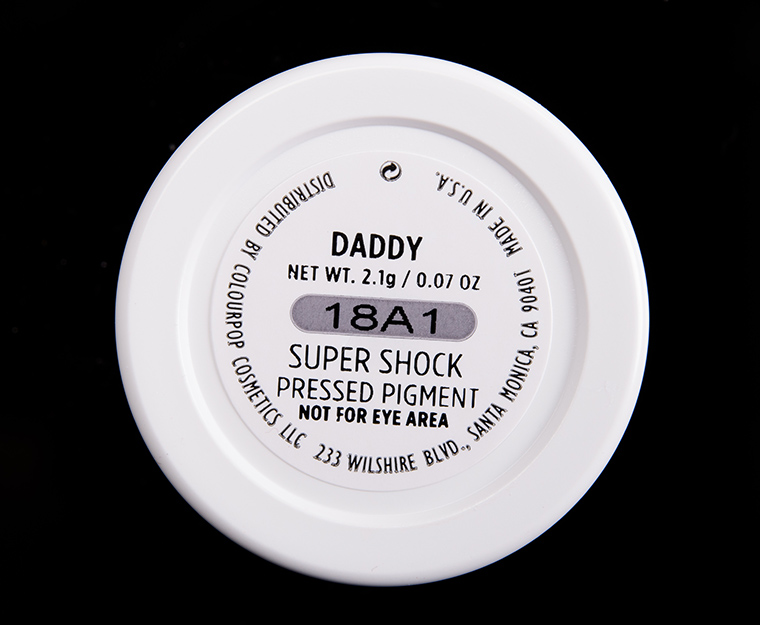 DADDY
NET WT. 2.1g / 0.07 OZ
18A1
SUPER SHOCK
PRESSED PIGMENT
NOT FOR EYE AREA
DISTRIBUTED BY COLOURPOP COSMETICS LLC 233 WILSHIRE BLVD., SANTA MONICA, CA 90401 MADE IN U.S.A.